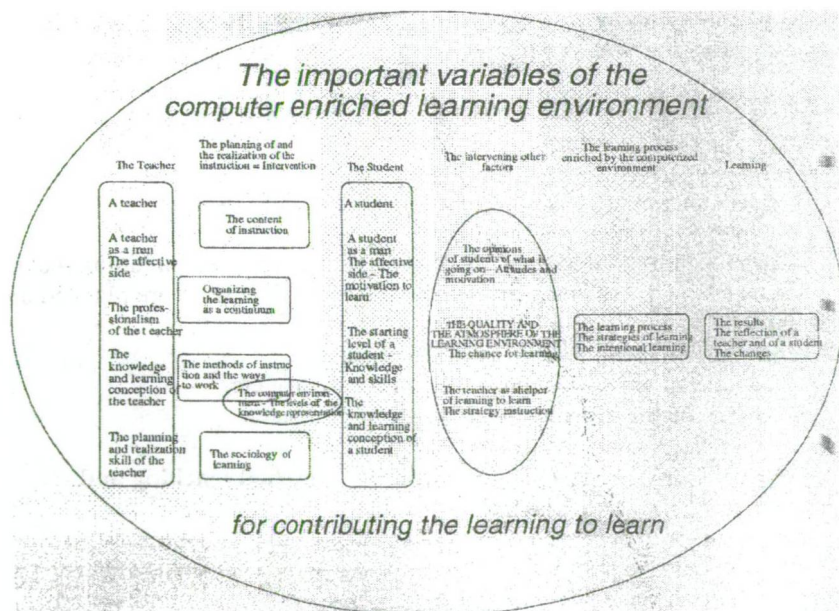 The important variables of the
computer enriched learning environment
The Teacher
The planing of and
the realization of the
instruction = Intervention
The Student
The intervening other
factors
The learning process
enriched by the computerized
environment
Learning
A teacher
A teacher
as a man
The affective
side
The profes-
sionalism
of the t eacher
The
knowledge
and learning
conception of
the teacher
The planning
and realization
skill of the
teacher
The content
of instruction
Organizing
the learning
as a continuum
The methods of instruc-
tion and the ways
to work
The computer environ-
ment - The levels of the
knowledge representation
The sociology of
learning
A student
A student
as a man
The affective
side - The
motivation to
learn
The starting
level of a
student -
Knowledge
and skills
The
knowledge
and learning
conception of
a student
The opinions
of students of what is
going on - Attitudes and
motivation
THE QUALITY AND
THE ATMOSPHERE OF THE
LEARNING ENVIRONMENT
The chance for learning
The teacher as a helper
of learning to learn
The strategy instruction
The learning process
The strategies of learning
The intentional learning
The results
The reflection of a
teacher and of a student
The changes
for contributing the learning to learn